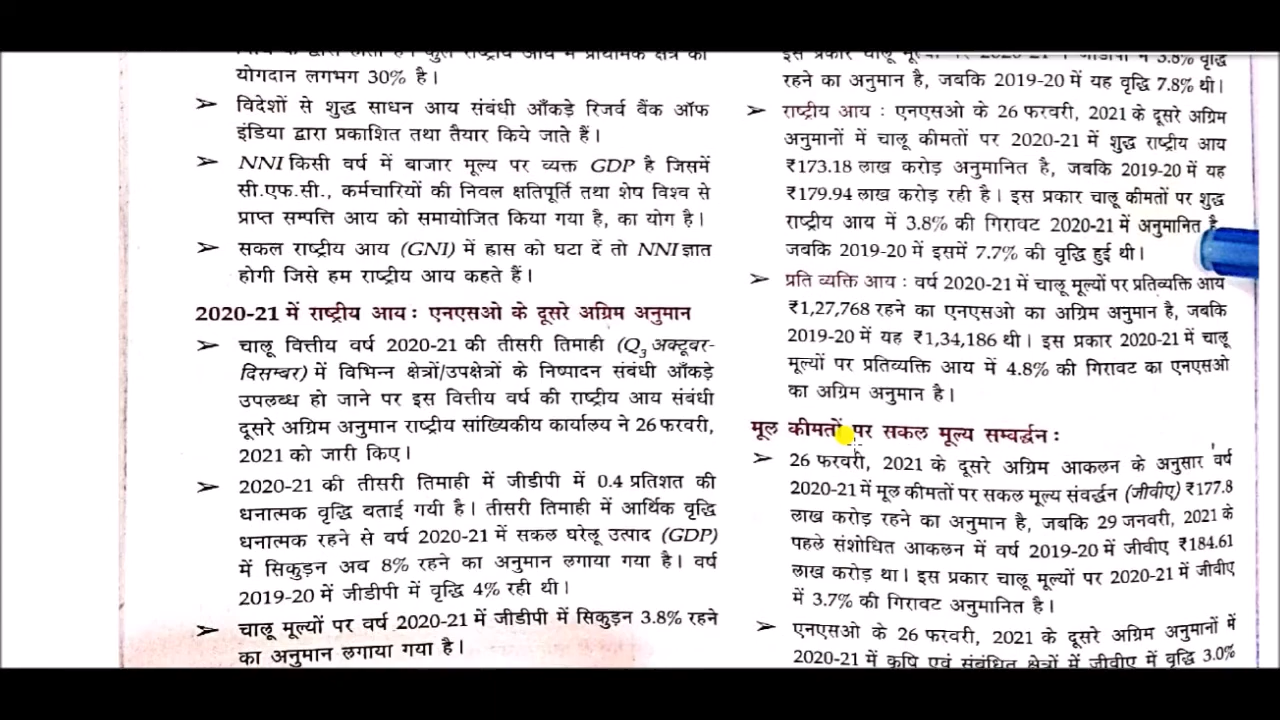 योगदान लगभग 30% है।
➢ विदेशों से शुद्ध साधन आय संबंधी आँकड़े रिजर्व बैंक ऑफ
इंडिया द्वारा प्रकाशित तथा तैयार किये जाते हैं।
➢ NNI किसी वर्ष में बाजार मूल्य पर व्यक्त GDP है जिसमें
सी.एफ.सी., कर्मचारियों की निवल क्षतिपूर्ति तथा शेष विश्व से
प्राप्त सम्पत्ति आय को समायोजित किया गया है, का योग है।
➢ सकल राष्ट्रीय आय (GNI) में ह्रास को घटा दें तो NNI ज्ञात
होगी जिसे हम राष्ट्रीय आय कहते हैं।
2020-21 में राष्ट्रीय आय : एनएसओ के दूसरे अग्रिम अनुमान
➢ चालू वित्तीय वर्ष 2020-21 की तीसरी तिमाही (Q3 अक्टूबर-
दिसम्बर) में विभिन्न क्षेत्रों/उपक्षेत्रों के निष्पादन संबंधी आँकड़े
उपलब्ध हो जाने पर इस वित्तीय वर्ष की राष्ट्रीय आय संबंधी
दूसरे अग्रिम अनुमान राष्ट्रीय सांख्यिकीय कार्यालय ने 26 फरवरी,
2021 को जारी किए।
➢ 2020-21 की तीसरी तिमाही में जीडीपी में 0.4 प्रतिशत की
धनात्मक वृद्धि बताई गयी है। तीसरी तिमाही में आर्थिक वृद्धि
धनात्मक रहने से वर्ष 2020-21 में सकल घरेलू उत्पाद (GDP)
में सिकुड़न अब 8% रहने का अनुमान लगाया गया है। वर्ष
2019-20 में जीडीपी में वृद्धि 4% रही थी।
➢ चालू मूल्यों पर वर्ष 2020-21 में जीडीपी में सिकुड़न 3.8% रहने
का अनुमान लगाया गया है।
रहने का अनुमान है, जबकि 2019-20 में यह वृद्धि 7.8% थी।
➢ राष्ट्रीय आय : एनएसओ के 26 फरवरी, 2021 के दूसरे अग्रिम
अनुमानों में चालू कीमतों पर 2020-21 में शुद्ध राष्ट्रीय आय
₹173.18 लाख करोड़ अनुमानित है, जबकि 2019-20 में यह
₹179.94 लाख करोड़ रही है। इस प्रकार चालू कीमतों पर शुद्ध
राष्ट्रीय आय में 3.8% की गिरावट 2020-21 में अनुमानित है
जबकि 2019-20 में इसमें 7.7% की वृद्धि हुई थी।
➢ प्रति व्यक्ति आय : वर्ष 2020-21 में चालू मूल्यों पर प्रतिव्यक्ति आय
₹1,27,768 रहने का एनएसओ का अग्रिम अनुमान है, जबकि
2019-20 में यह ₹1,34,186 थी। इस प्रकार 2020-21 में चालू
मूल्यों पर प्रतिव्यक्ति आय में 4.8% की गिरावट का एनएसओ
का अग्रिम अनुमान है।
मूल कीमतों पर सकल मूल्य सम्वर्द्धन :
➢ 26 फरवरी, 2021 के दूसरे अग्रिम आकलन के अनुसार वर्ष
2020-21 में मूल कीमतों पर सकल मूल्य संवर्द्धन (जीवीए) ₹177.8
लाख करोड़ रहने का अनुमान है, जबकि 29 जनवरी, 2021 के
पहले संशोधित आकलन में वर्ष 2019-20 में जीवीए ₹184.61
लाख करोड़ था। इस प्रकार चालू मूल्यों पर 2020-21 में जीवीए
में 3.7% की गिरावट अनुमानित है।
➢ एनएसओ के 26 फरवरी, 2021 के दूसरे अग्रिम अनुमानों में
2020-21 में कृषि एवं संबंधित क्षेत्रों में जीवीए में वृद्धि 3.0%